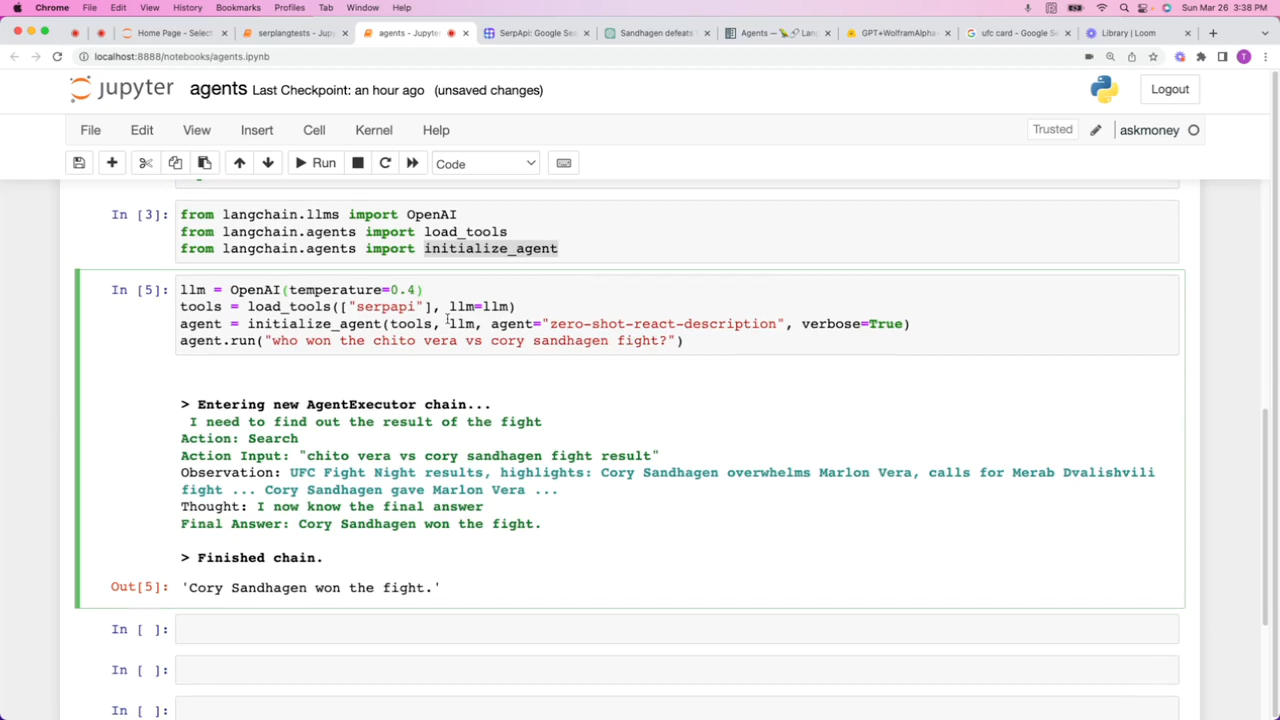 Chrome File Edit View History Bookmarks Profiles Tab Window Help Sun Mar 26 3:38 PM
Home Page - Select serplangtests - Jupy agents - Jupyter SerpApi: Google Sea Sandhagen defeats Agents — 🦜🔗 Lang GPT+WolframAlpha- ufc card - Google Se Library | Loom
localhost:8888/notebooks/agents.ipynb T
jupyter agents Last Checkpoint: an hour ago (unsaved changes) Logout
File Edit View Insert Cell Kernel Help Trusted askmoney
Run Code
In [3]: from langchain.llms import OpenAI
from langchain.agents import load_tools
from langchain.agents import initialize_agent
In [5]: llm = OpenAI(temperature=0.4)
tools = load_tools(["serpapi"], llm=llm)
agent = initialize_agent(tools, llm, agent="zero-shot-react-description", verbose=True)
agent.run("who won the chito vera vs cory sandhagen fight?")
> Entering new AgentExecutor chain...
I need to find out the result of the fight
Action: Search
Action Input: "chito vera vs cory sandhagen fight result"
Observation: UFC Fight Night results, highlights: Cory Sandhagen overwhelms Marlon Vera, calls for Merab Dvalishvili
fight ... Cory Sandhagen gave Marlon Vera ...
Thought: I now know the final answer
Final Answer: Cory Sandhagen won the fight.
> Finished chain.
Out[5]: 'Cory Sandhagen won the fight.'
In [ ]:
In [ ]:
In [ ]: